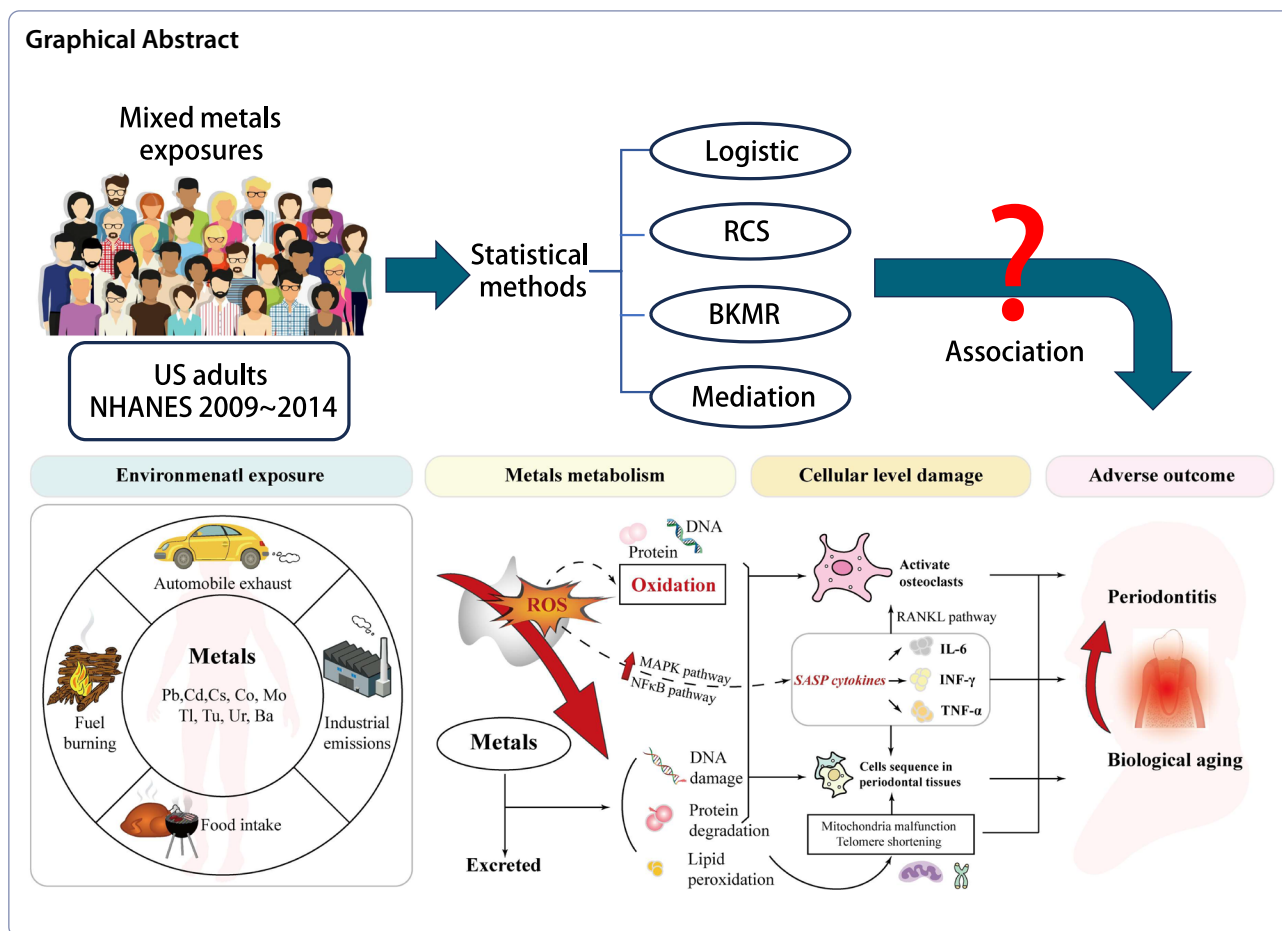 Graphical Abstract
Mixed metals
exposures
US adults
NHANES 2009~2014
Statistical
methods
Logistic
RCS
BKMR
Mediation
?
Association
Environmenatl exposure
Metals metabolism
Cellular level damage
Adverse outcome
Automobile exhaust
Fuel
burning
Metals
Pb,Cd,Cs, Co, Mo
Tl, Tu, Ur, Ba
Industrial
emissions
Food intake
DNA
Protein
Oxidation
ROS
MAPK pathway
NFκB pathway
Metals
Excreted
DNA
damage
Protein
degradation
Lipid
peroxidation
Activate
osteoclasts
RANKL pathway
SASP cytokines
IL-6
INF-γ
TNF-α
Cells sequence in
periodontal tissues
Mitochondria malfunction
Telomere shortening
Periodontitis
Biological aging